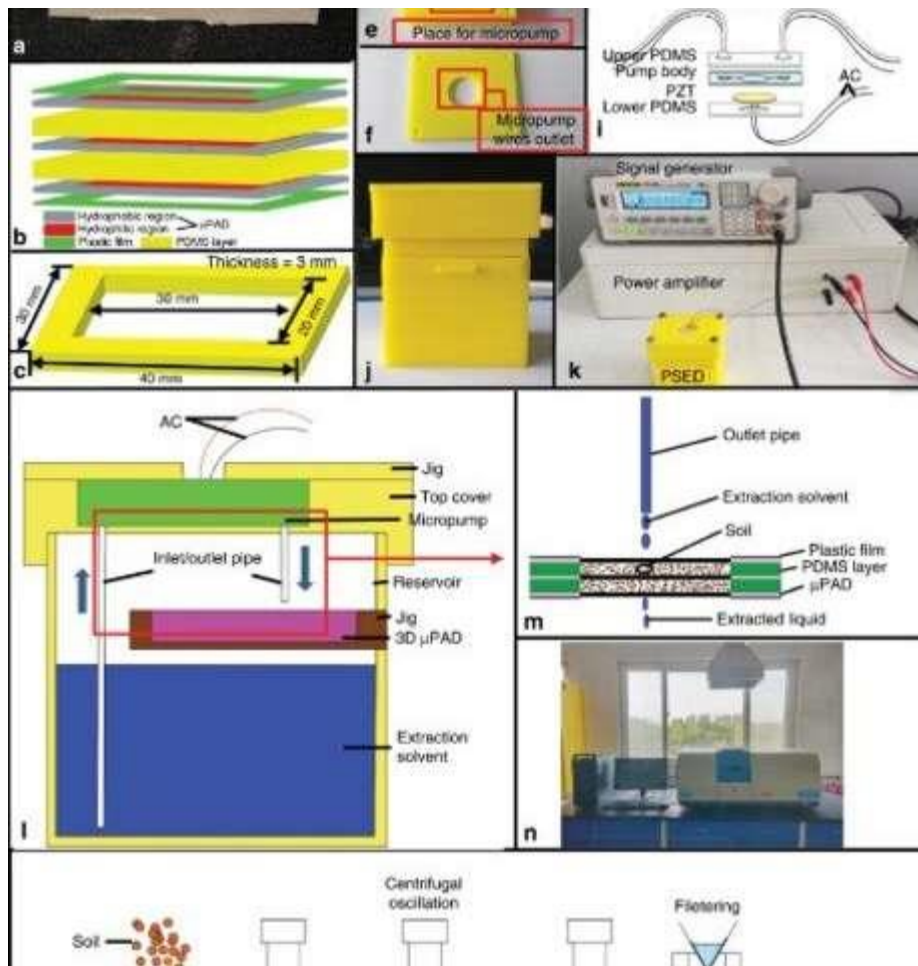 a
Hydrophobic region
Hydrophilic region
Plastic film
μPAD
PDMS layer
b
Thickness = 3 mm
30 mm
30 mm
20 mm
40 mm
c
e
Place for micropump
f
Micropump
wires outlet
Upper PDMS
Pump body
PZT
Lower PDMS
AC
i
j
Signal generator
Power amplifier
PSED
k
AC
Jig
Top cover
Micropump
Inlet/outlet pipe
Reservoir
Jig
3D μPAD
Extraction
solvent
l
Outlet pipe
Extraction solvent
Soil
Plastic film
PDMS layer
μPAD
Extracted liquid
m
n
Soil
Centrifugal
oscillation
Filetering